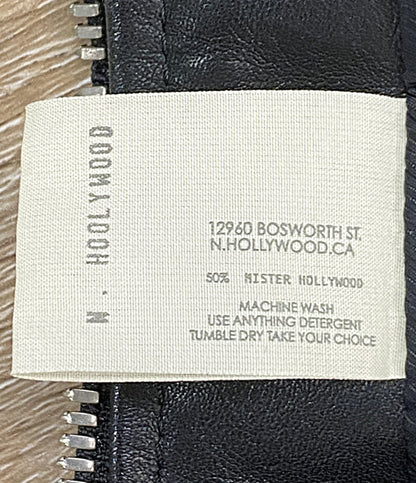 N. HOOLYWOOD
12960 BOSWORTH ST.
N.HOLLYWOOD.CA
50% MISTER HOLLYWOOD
MACHINE WASH
USE ANYTHING DETERGENT
TUMBLE DRY TAKE YOUR CHOICE